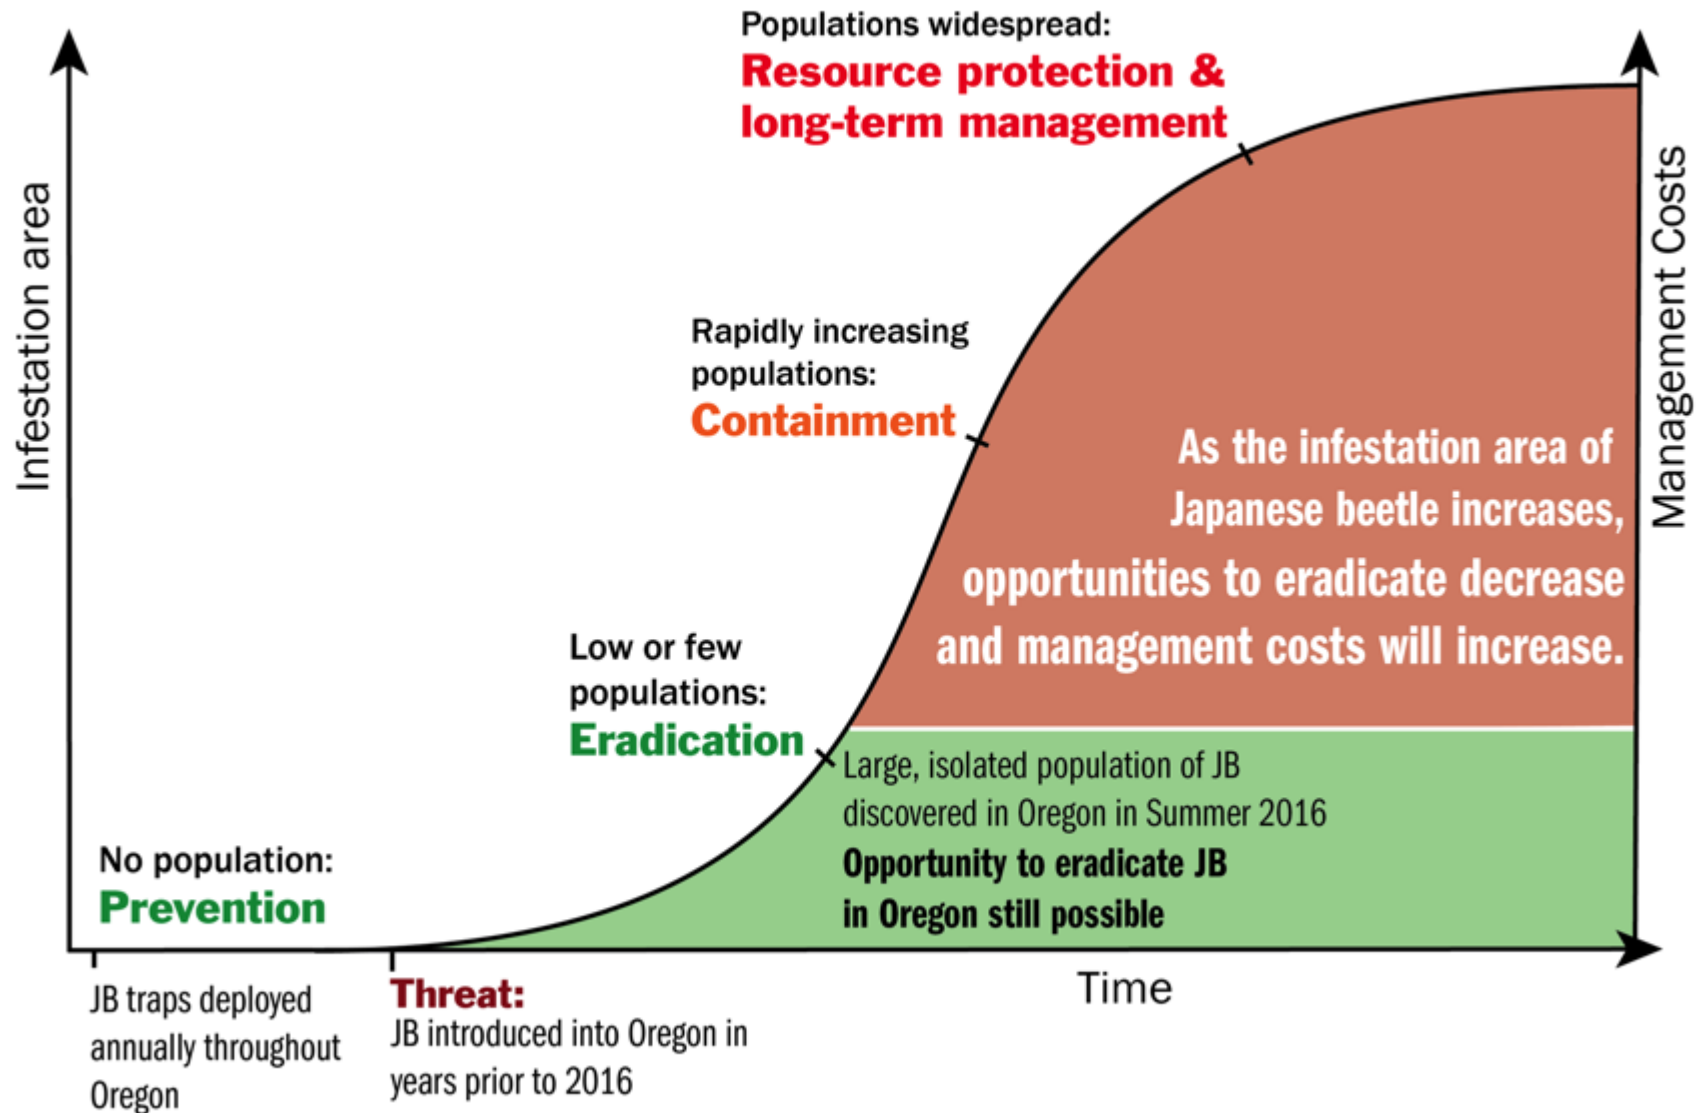 Populations widespread:
Resource protection &
long-term management
Infestation area
Management Costs
Rapidly increasing
populations:
Containment
As the infestation area of
Japanese beetle increases,
opportunities to eradicate decrease
and management costs will increase.
Low or few
populations:
Eradication
Large, isolated population of JB
discovered in Oregon in Summer 2016
Opportunity to eradicate JB
in Oregon still possible
No population:
Prevention
Time
JB traps deployed
annually throughout
Oregon
Threat:
JB introduced into Oregon in
years prior to 2016